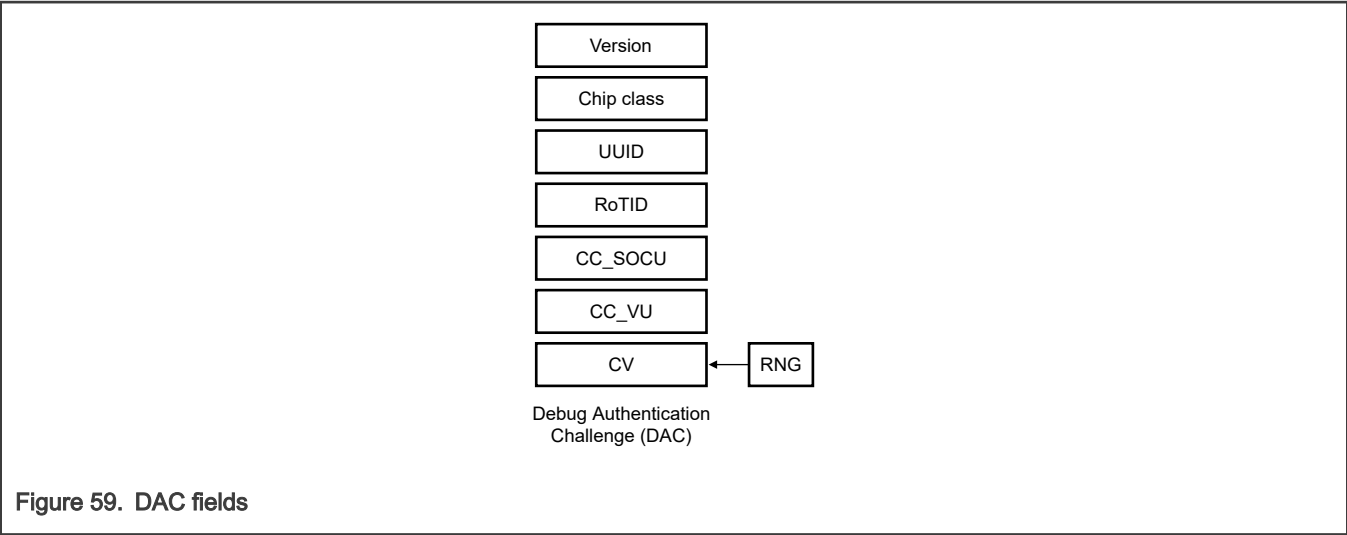 Version
Chip class
UUID
RoTID
CC_SOCU
CC_VU
CV
RNG
Debug Authentication
Challenge (DAC)
Figure 59. DAC fields